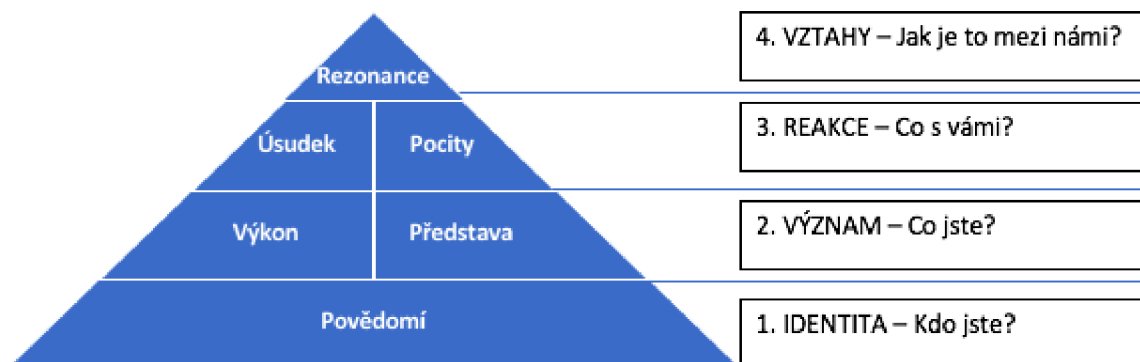 Rezonance
4. VZTAHY – Jak je to mezi námi?
Úsudek
Pocity
3. REAKCE – Co s vámi?
Výkon
Představa
2. VÝZNAM – Co jste?
Povědomí
1. IDENTITA – Kdo jste?